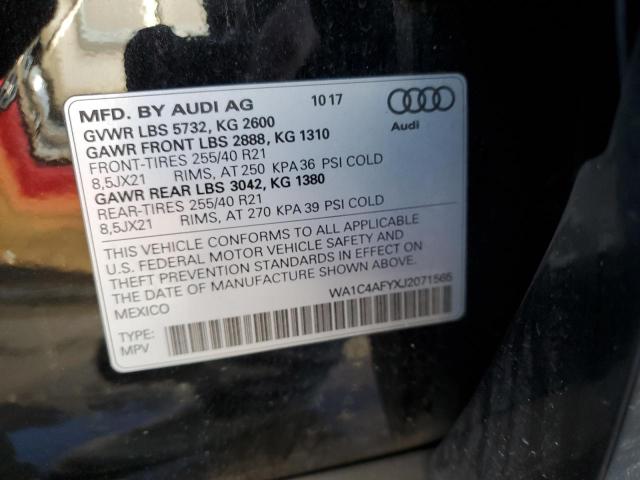 MFD. BY AUDI AG 10 17
GVWR LBS 5732, KG 2600
GAWR FRONT LBS 2888, KG 1310
FRONT-TIRES 255/40 R21
8,5JX21 RIMS, AT 250 KPA 36 PSI COLD
GAWR REAR LBS 3042, KG 1380
REAR-TIRES 255/40 R21
8,5JX21 RIMS, AT 270 KPA 39 PSI COLD
Audi
THIS VEHICLE CONFORMS TO ALL APPLICABLE
U.S. FEDERAL MOTOR VEHICLE SAFETY AND
THEFT PREVENTION STANDARDS IN EFFECT ON
THE DATE OF MANUFACTURE SHOWN ABOVE.
MEXICO WA1C4AFYXJ2071565
TYPE:
MPV